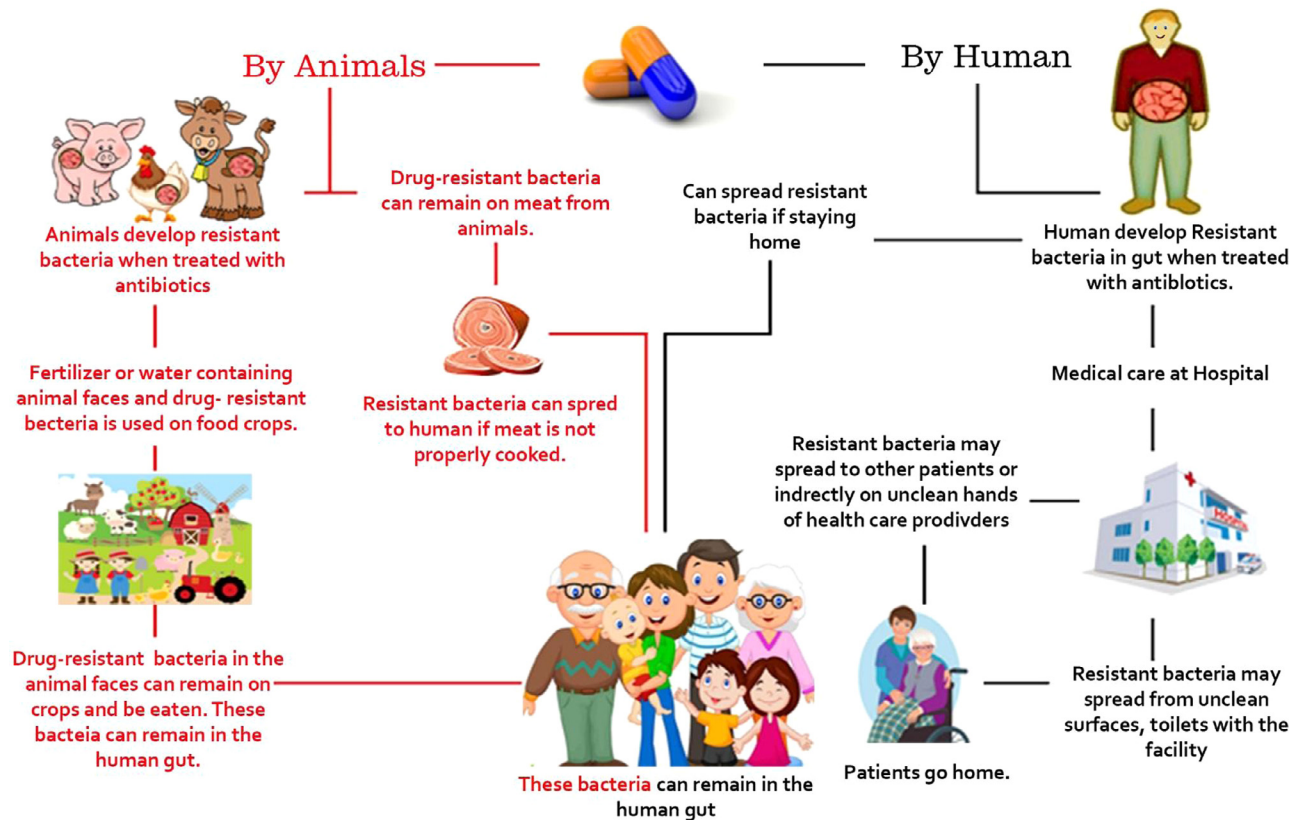 By Animals
By Human
Animals develop resistant
bacteria when treated with
antibiotics
Drug-resistant bacteria
can remain on meat from
animals.
Can spread resistant
bacteria if staying
home
Human develop Resistant
bacteria in gut when treated
with antiblotics.
Fertilizer or water containing
animal faces and drug- resistant
becteria is used on food crops.
Resistant bacteria can spred
to human if meat is not
properly cooked.
Medical care at Hospital
Resistant bacteria may
spread to other patients or
indrectly on unclean hands
of health care prodivders
HOSPITAL
Drug-resistant bacteria in the
animal faces can remain on
crops and be eaten. These
bacteia can remain in the
human gut.
Resistant bacteria may
spread from unclean
surfaces, toilets with the
facility
Patients go home.
These bacteria can remain in the
human gut